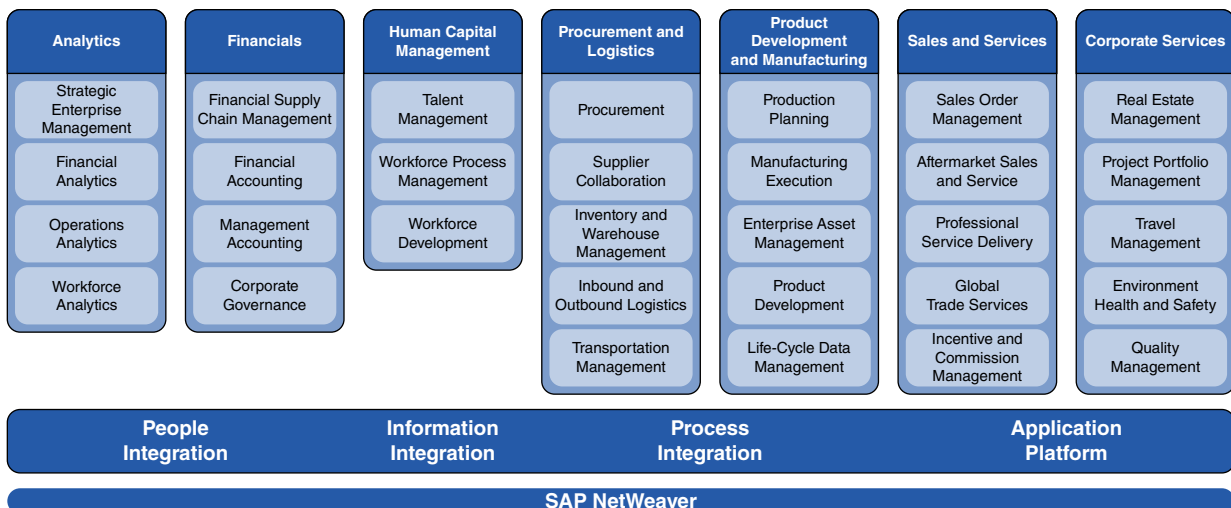 Analytics
Strategic
Enterprise
Management
Financial
Analytics
Operations
Analytics
Workforce
Analytics
Financials
Financial Supply
Chain Management
Financial
Accounting
Management
Accounting
Corporate
Governance
Human Capital
Management
Talent
Management
Workforce Process
Management
Workforce
Development
Procurement and
Logistics
Procurement
Supplier
Collaboration
Inventory and
Warehouse
Management
Inbound and
Outbound Logistics
Transportation
Management
Product
Development
and Manufacturing
Production
Planning
Manufacturing
Execution
Enterprise Asset
Management
Product
Development
Life-Cycle Data
Management
Sales and Services
Sales Order
Management
Aftermarket Sales
and Service
Professional
Service Delivery
Global
Trade Services
Incentive and
Commission
Management
Corporate Services
Real Estate
Management
Project Portfolio
Management
Travel
Management
Environment
Health and Safety
Quality
Management
People
Integration
Information
Integration
Process
Integration
Application
Platform
SAP NetWeaver